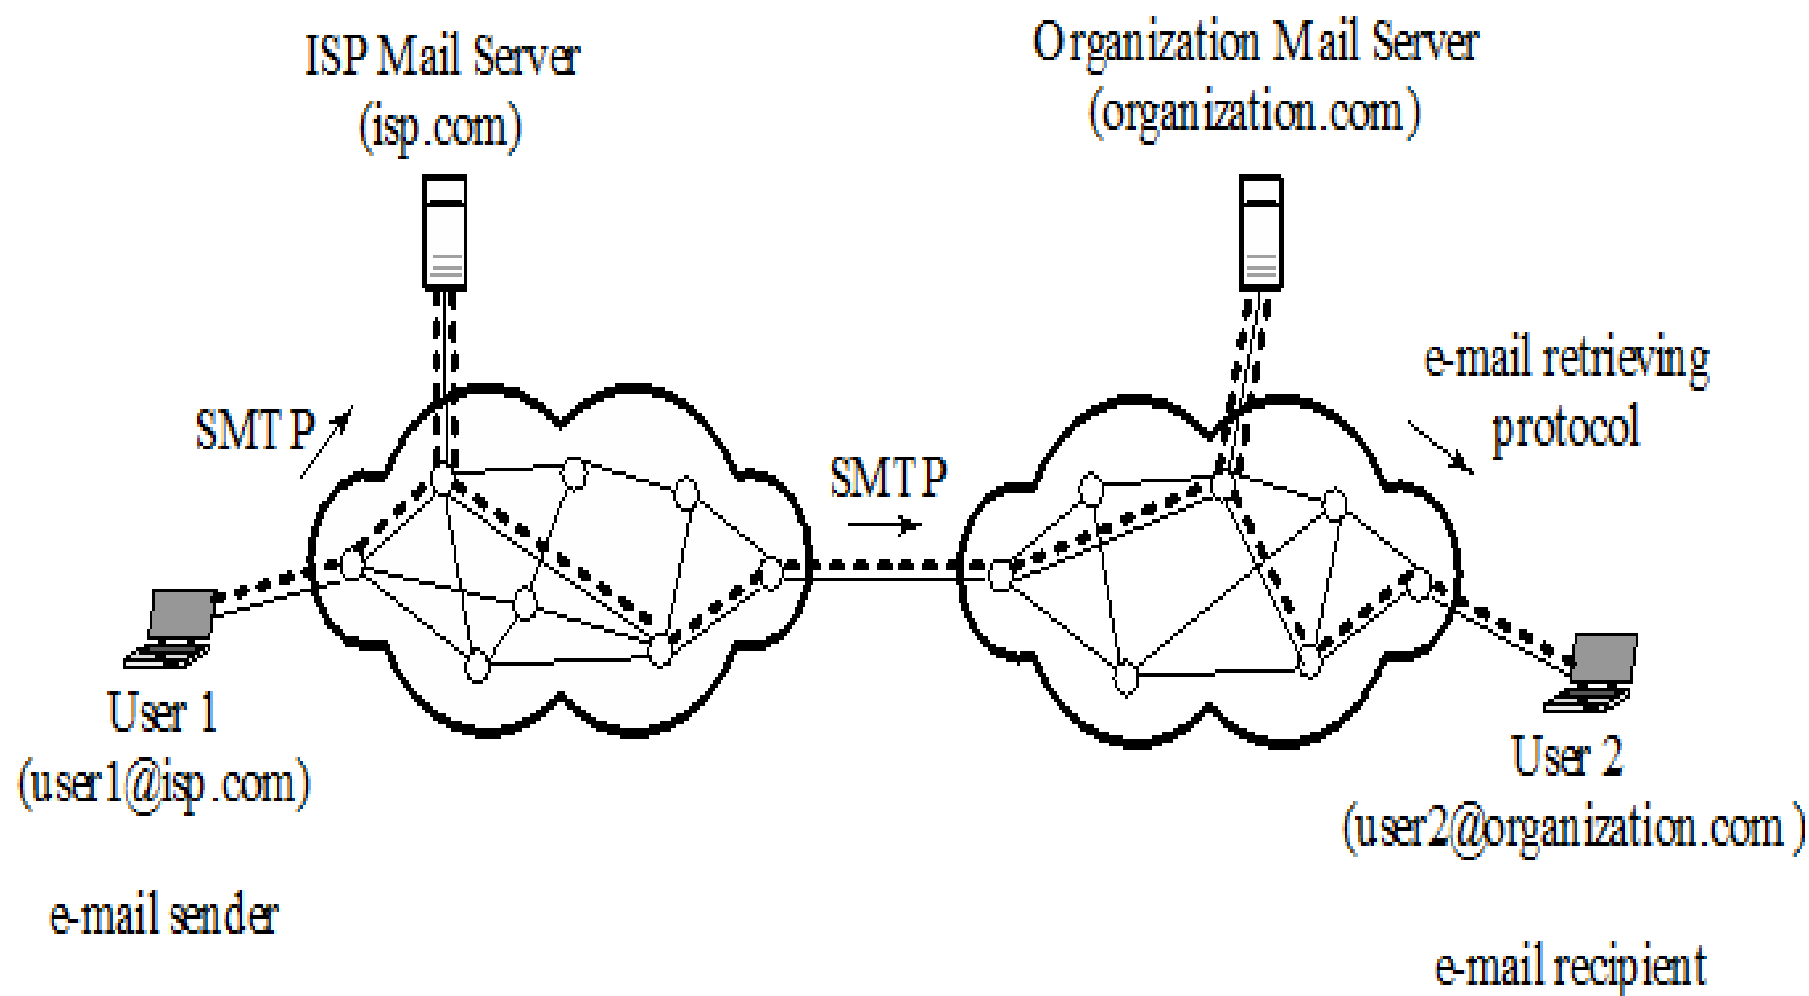 ISP Mail Server
(isp.com)
Organization Mail Server
(organization.com)
e-mail retrieving
protocol
SMTP
SMTP
User 1
(user1@isp.com)
User 2
(user2@organization.com)
e-mail sender
e-mail recipient